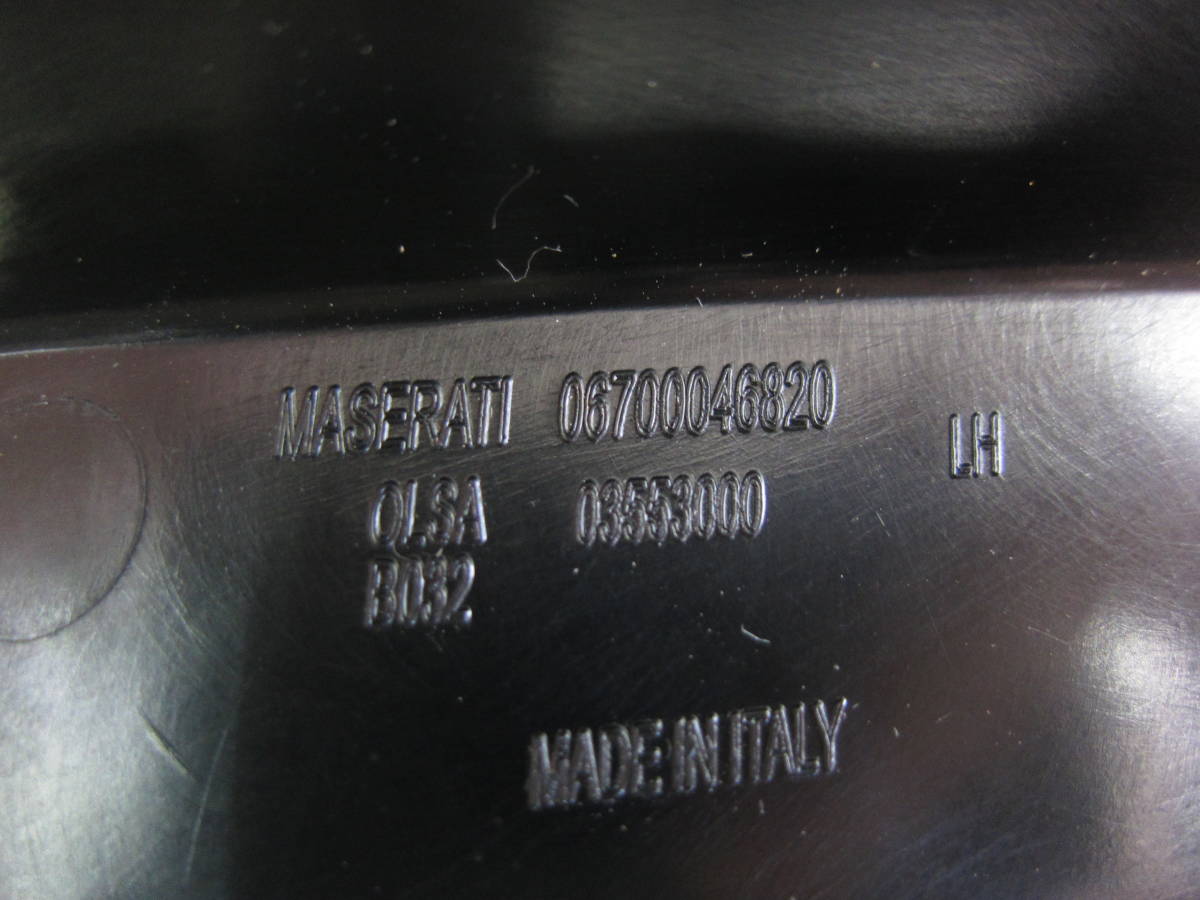 MASERATI 06700046820
LH
OLSA 03553000
B032
MADE IN ITALY